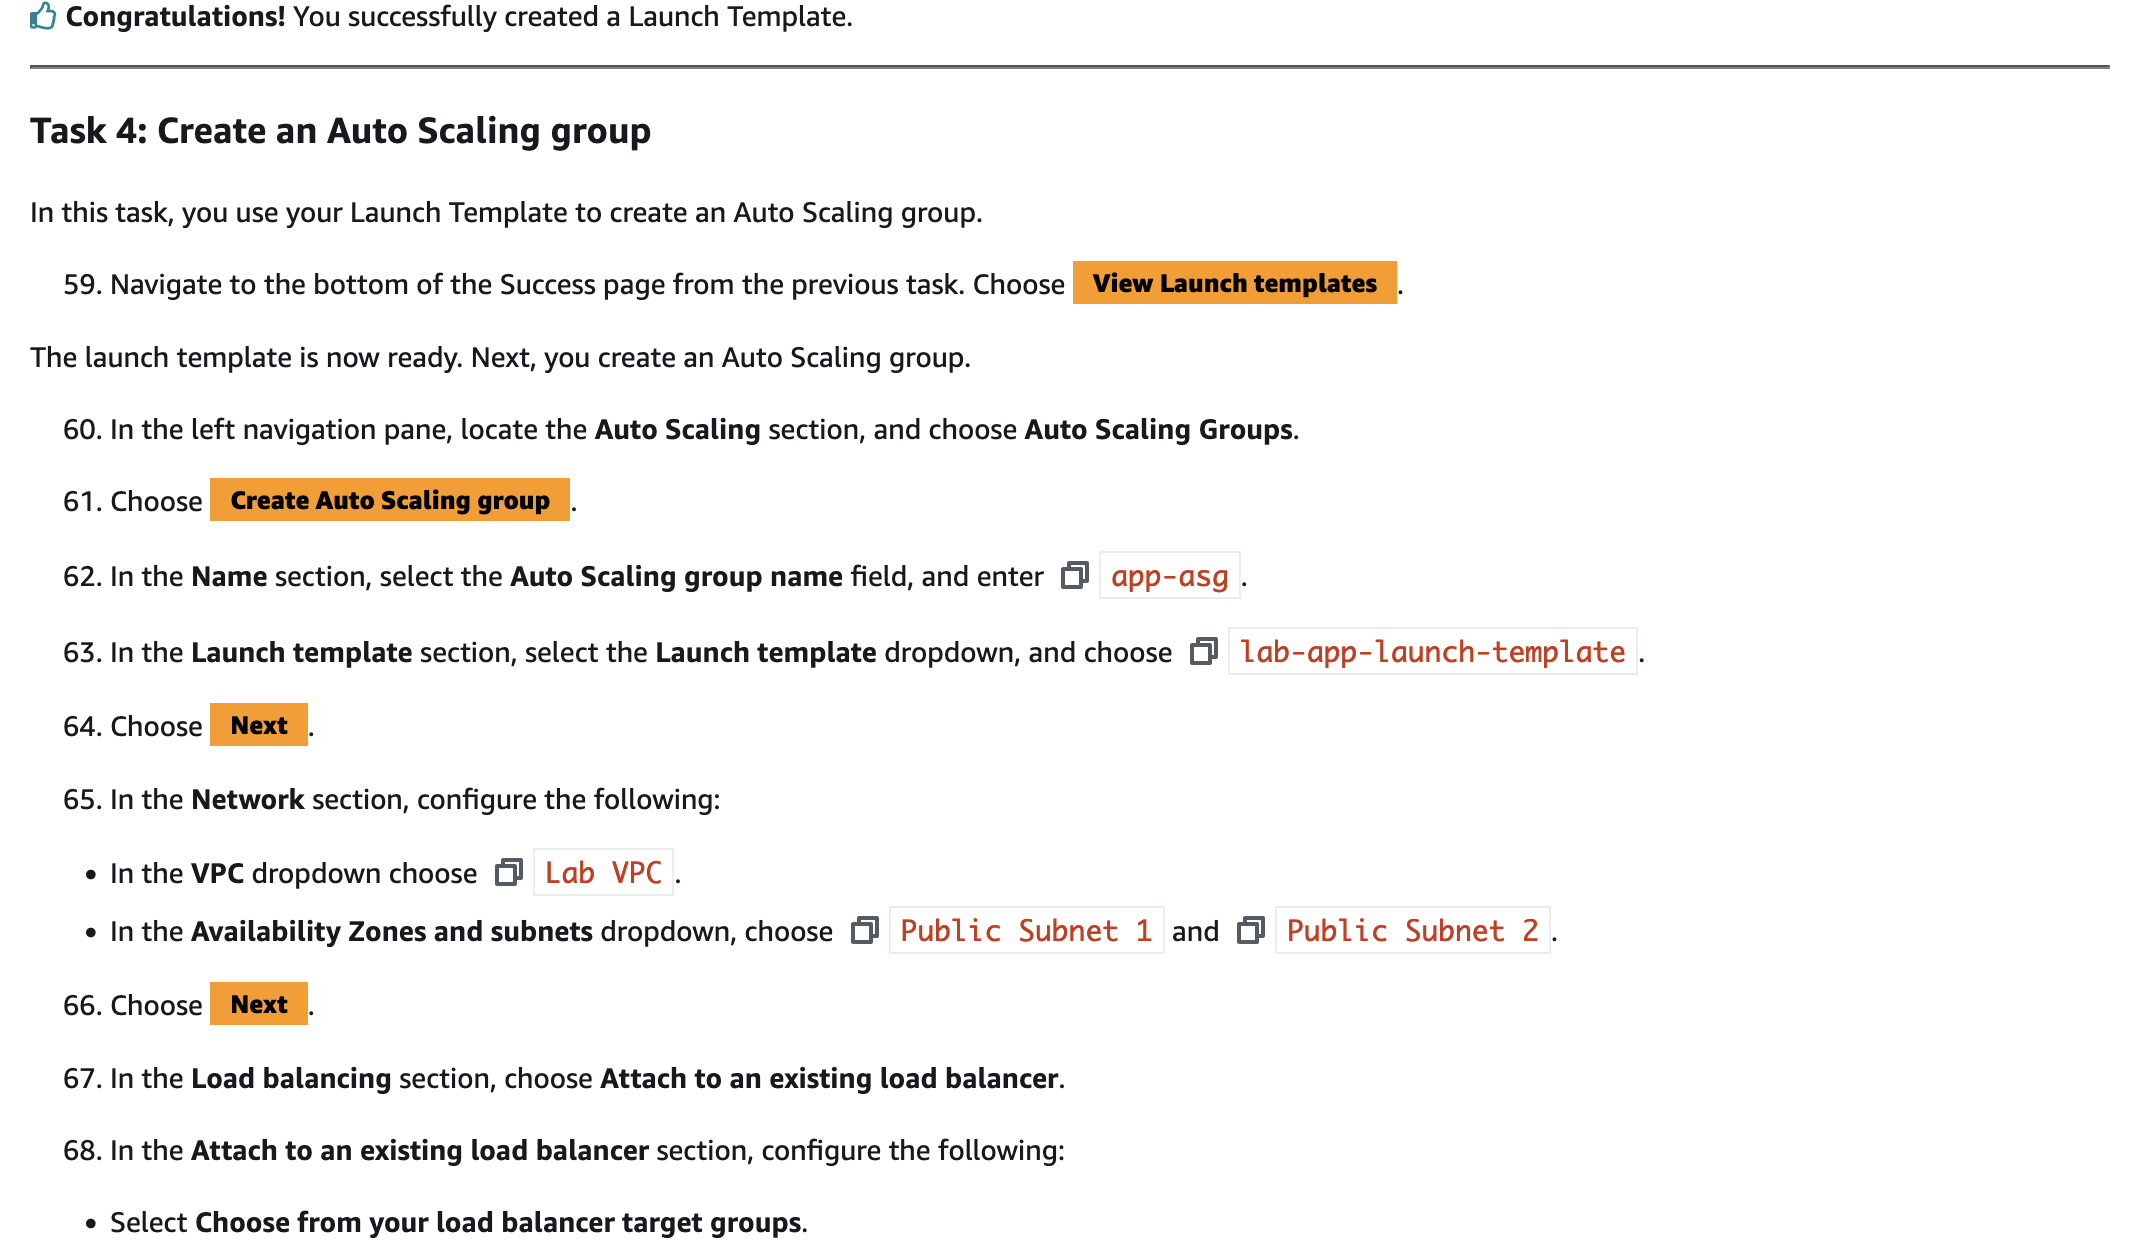 Congratulations! You successfully created a Launch Template.
Task 4: Create an Auto Scaling group
In this task, you use your Launch Template to create an Auto Scaling group.
59. Navigate to the bottom of the Success page from the previous task. Choose View Launch templates.
The launch template is now ready. Next, you create an Auto Scaling group.
60. In the left navigation pane, locate the Auto Scaling section, and choose Auto Scaling Groups.
61. Choose Create Auto Scaling group.
62. In the Name section, select the Auto Scaling group name field, and enter app-asg.
63. In the Launch template section, select the Launch template dropdown, and choose lab-app-launch-template.
64. Choose Next.
65. In the Network section, configure the following:
• In the VPC dropdown choose Lab VPC.
• In the Availability Zones and subnets dropdown, choose Public Subnet 1 and Public Subnet 2.
66. Choose Next.
67. In the Load balancing section, choose Attach to an existing load balancer.
68. In the Attach to an existing load balancer section, configure the following:
• Select Choose from your load balancer target groups.